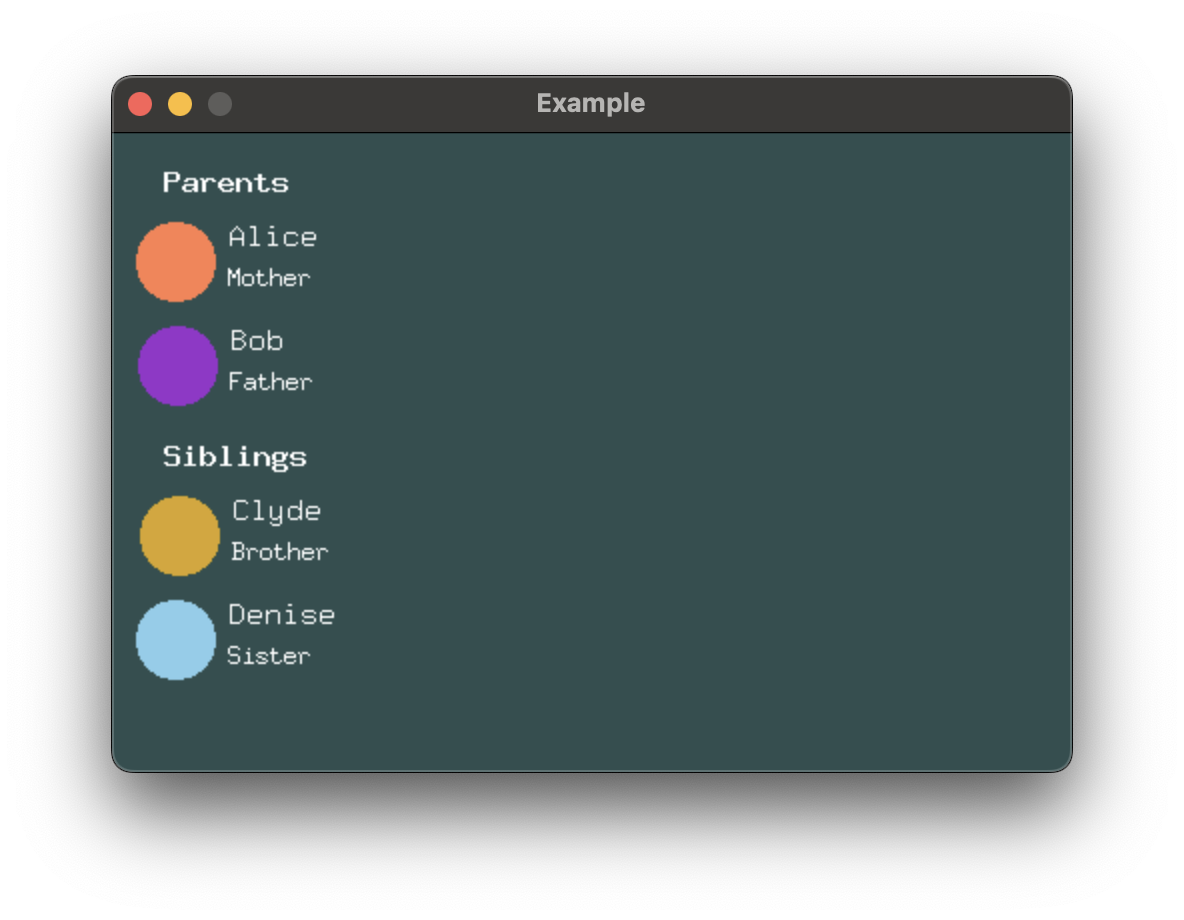 Example
Parents
Alice
Mother
Bob
Father
Siblings
Clyde
Brother
Denise
Sister